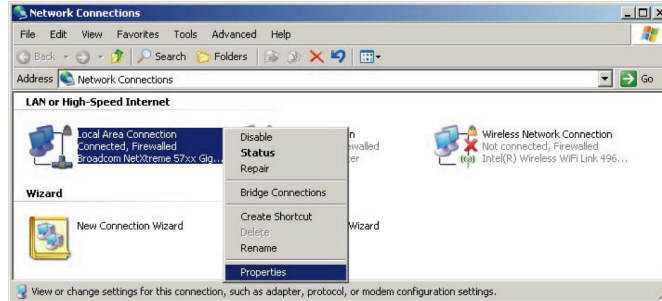 Network Connections
File Edit View Favorites Tools Advanced Help
Back Search Folders
Address Network Connections Go
LAN or High-Speed Internet
Local Area Connection
Connected, Firewalled
Broadcom NetXtreme 57xx Gig...
Disable
Status
Repair
Bridge Connections
Create Shortcut
Delete
Rename
Properties
Wireless Network Connection
Not connected, Firewalled
Intel(R) Wireless WiFi Link 496...
Wizard
New Connection Wizard
Wizard
View or change settings for this connection, such as adapter, protocol, or modem configuration settings.